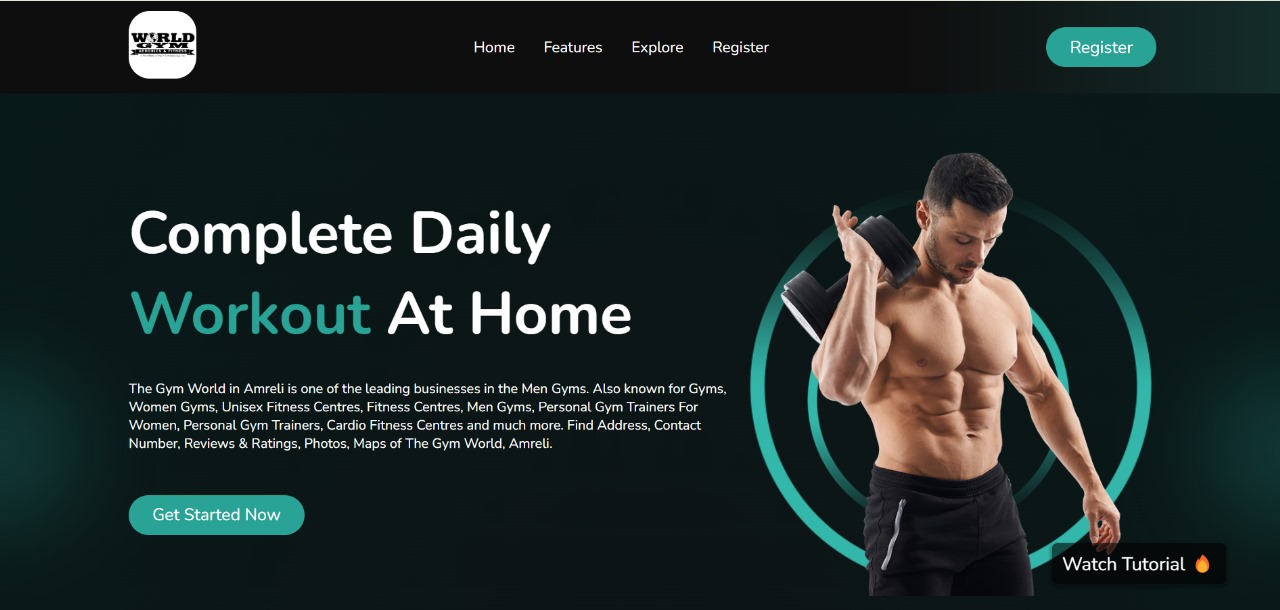 WORLD
GYM
AEROBICS & FITNESS
Home Features Explore Register
Register
Complete Daily
Workout At Home
The Gym World in Amreli is one of the leading businesses in the Men Gyms. Also known for Gyms,
Women Gyms, Unisex Fitness Centres, Fitness Centres, Men Gyms, Personal Gym Trainers For
Women, Personal Gym Trainers, Cardio Fitness Centres and much more. Find Address, Contact
Number, Reviews & Ratings, Photos, Maps of The Gym World, Amreli.
Get Started Now
Watch Tutorial 🔥